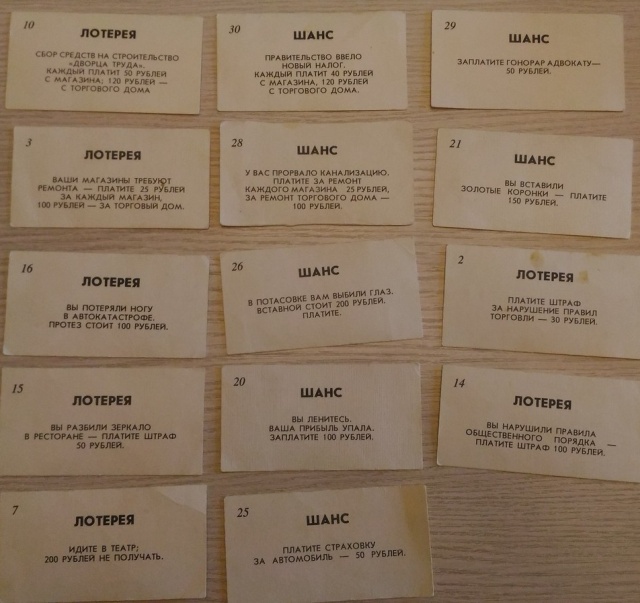 10
ЛОТЕРЕЯ
СБОР СРЕДСТВ НА СТРОИТЕЛЬСТВО
«ДВОРЦА ТРУДА».
КАЖДЫЙ ПЛАТИТ 50 РУБЛЕЙ
С МАГАЗИНА; 120 РУБЛЕЙ —
С ТОРГОВОГО ДОМА
30
ШАНС
ПРАВИТЕЛЬСТВО ВВЕЛО
НОВЫЙ НАЛОГ.
КАЖДЫЙ ПЛАТИТ 40 РУБЛЕЙ
С МАГАЗИНА, 120 РУБЛЕЙ
С ТОРГОВОГО ДОМА.
29
ШАНС
ЗАПЛАТИТЕ ГОНОРАР АДВОКАТУ—
50 РУБЛЕЙ.
3
ЛОТЕРЕЯ
ВАШИ МАГАЗИНЫ ТРЕБУЮТ
РЕМОНТА — ПЛАТИТЕ 25 РУБЛЕЙ
ЗА КАЖДЫЙ МАГАЗИН,
100 РУБЛЕЙ — ЗА ТОРГОВЫЙ ДОМ.
28
ШАНС
У ВАС ПРОРВАЛО КАНАЛИЗАЦИЮ.
ПЛАТИТЕ ЗА РЕМОНТ
КАЖДОГО МАГАЗИНА 25 РУБЛЕЙ,
ЗА РЕМОНТ ТОРГОВОГО ДОМА —
100 РУБЛЕЙ.
21
ШАНС
ВЫ ВСТАВИЛИ
ЗОЛОТЫЕ КОРОНКИ — ПЛАТИТЕ
150 РУБЛЕЙ.
16
ЛОТЕРЕЯ
ВЫ ПОТЕРЯЛИ НОГУ
В АВТОКАТАСТРОФЕ.
ПРОТЕЗ СТОИТ 100 РУБЛЕЙ.
26
ШАНС
В ПОТАСОВКЕ ВАМ ВЫБИЛИ ГЛАЗ.
ВСТАВНОЙ СТОИТ 200 РУБЛЕЙ.
ПЛАТИТЕ.
2
ЛОТЕРЕЯ
ПЛАТИТЕ ШТРАФ
ЗА НАРУШЕНИЕ ПРАВИЛ
ТОРГОВЛИ — 30 РУБЛЕЙ.
15
ЛОТЕРЕЯ
ВЫ РАЗБИЛИ ЗЕРКАЛО
В РЕСТОРАНЕ — ПЛАТИТЕ ШТРАФ
50 РУБЛЕЙ.
20
ШАНС
ВЫ ЛЕНИТЕСЬ.
ВАША ПРИБЫЛЬ УПАЛА.
ЗАПЛАТИТЕ 100 РУБЛЕЙ.
14
ЛОТЕРЕЯ
ВЫ НАРУШИЛИ ПРАВИЛА
ОБЩЕСТВЕННОГО ПОРЯДКА —
ПЛАТИТЕ ШТРАФ 100 РУБЛЕЙ.
7
ЛОТЕРЕЯ
ИДИТЕ В ТЕАТР;
200 РУБЛЕЙ НЕ ПОЛУЧАТЬ.
25
ШАНС
ПЛАТИТЕ СТРАХОВКУ
ЗА АВТОМОБИЛЬ — 50 РУБЛЕЙ.